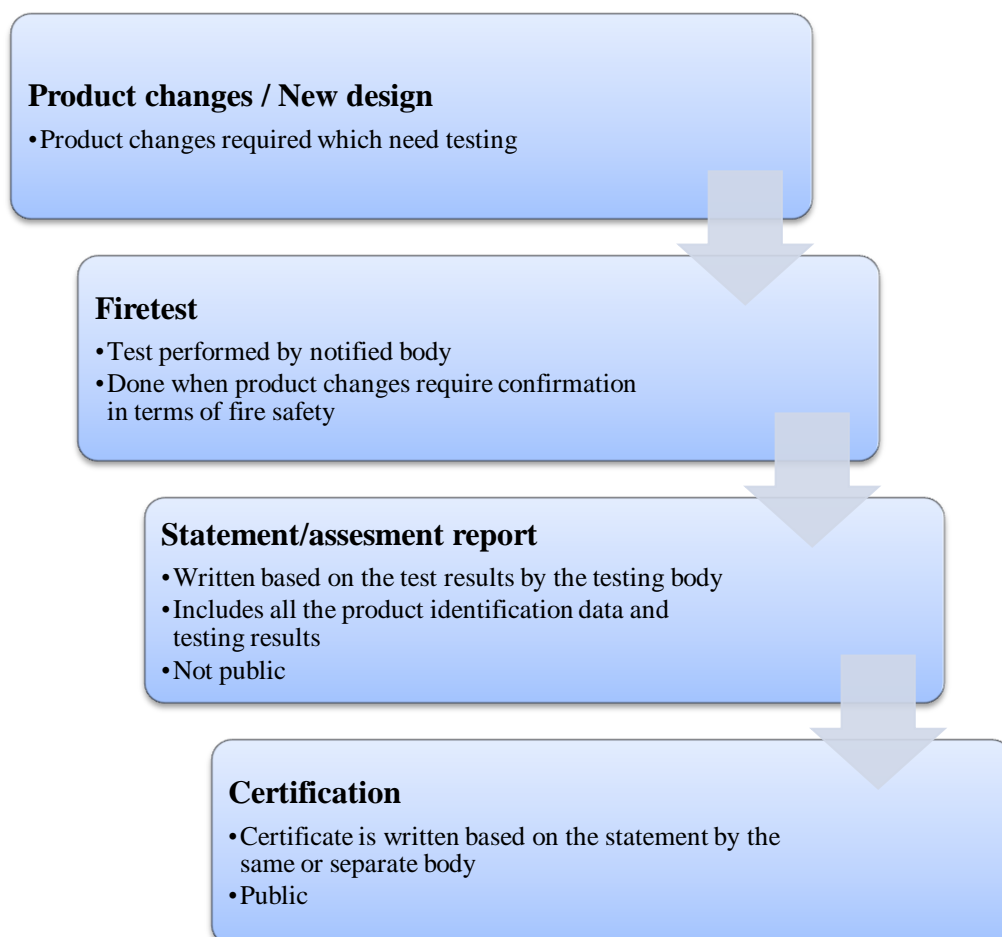 Product changes / New design
•Product changes required which need testing
Firetest
•Test performed by notified body
•Done when product changes require confirmation
in terms of fire safety
Statement/assesment report
•Written based on the test results by the testing body
•Includes all the product identification data and
testing results
•Not public
Certification
•Certificate is written based on the statement by the
same or separate body
•Public